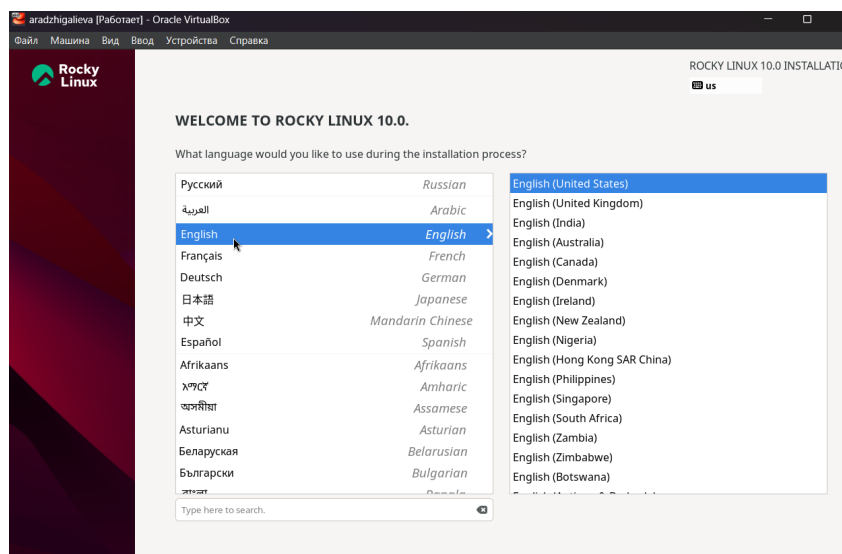 aradzhigalieva [Работает] - Oracle VirtualBox
Файл Машина Вид Ввод Устройства Справка
Rocky
Linux
ROCKY LINUX 10.0
us
WELCOME TO ROCKY LINUX 10.0.
What language would you like to use during the installation process?
Русский Russian
العربية Arabic
English English
Français French
Deutsch German
日本語 Japanese
中文 Mandarin Chinese
Español Spanish
Afrikaans Afrikaans
አማርኛ Amharic
অসমীয়া Assamese
Asturianu Asturian
Беларуская Belarusian
Български Bulgarian
English (United States)
English (United Kingdom)
English (India)
English (Australia)
English (Canada)
English (Denmark)
English (Ireland)
English (New Zealand)
English (Nigeria)
English (Hong Kong SAR China)
English (Philippines)
English (Singapore)
English (South Africa)
English (Zambia)
English (Zimbabwe)
English (Botswana)
Type here to search.